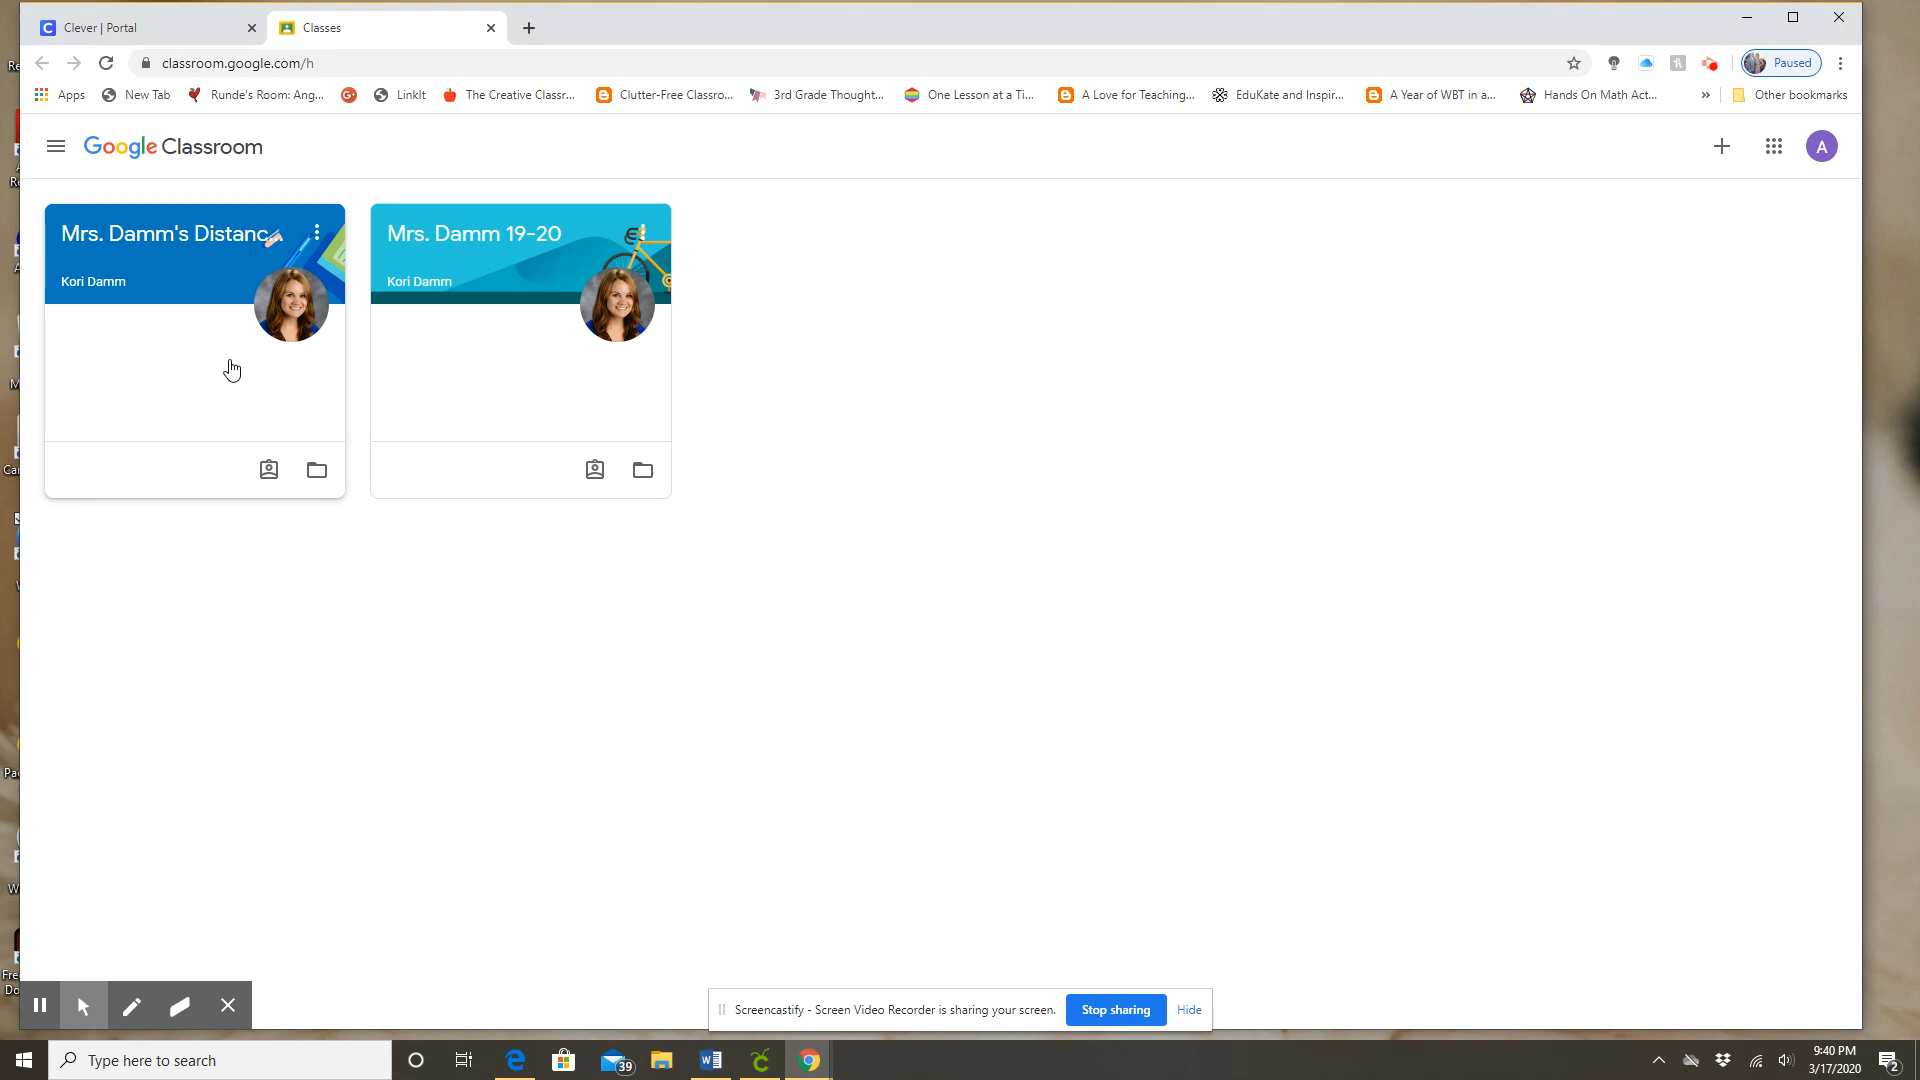 Clever | Portal
Classes
classroom.google.com/h
Paused
Apps
New Tab
Runde's Room: Ang...
LinkIt
The Creative Classr...
Clutter-Free Classro...
3rd Grade Thought...
One Lesson at a Ti...
A Love for Teaching...
EduKate and Inspir...
A Year of WBT in a...
Hands On Math Act...
»
Other bookmarks
Google Classroom
A
Mrs. Damm's Distanc...
Kori Damm
Mrs. Damm 19-20
Kori Damm
Screencastify - Screen Video Recorder is sharing your screen.
Stop sharing
Hide
Type here to search
39
9:40 PM
3/17/2020
2